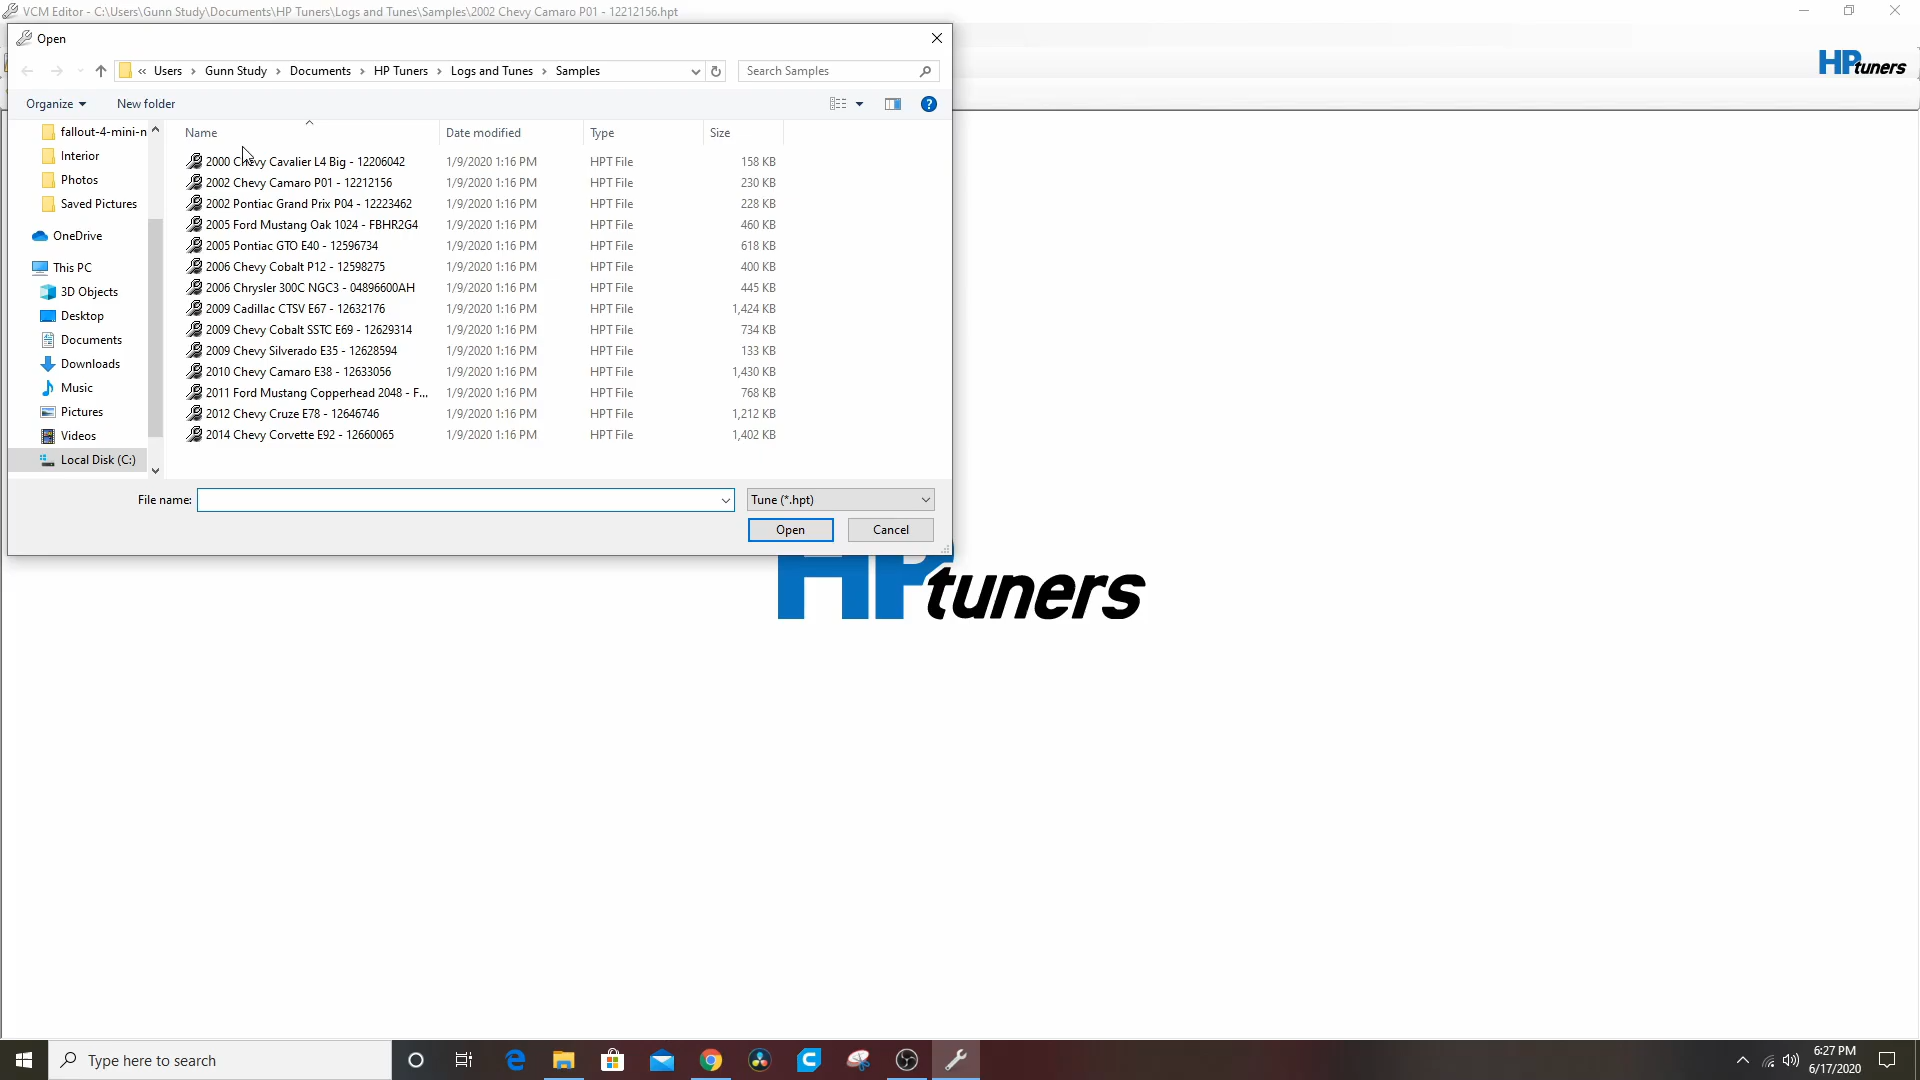 VCM Editor - C:\Users\Gunn Study\Documents\HP Tuners\Logs and Tunes\Samples\2002 Chevy Camaro P01 - 12212156.hpt
Open
« Users › Gunn Study › Documents › HP Tuners › Logs and Tunes › Samples
Search Samples
HPtuners
Organize
New folder
Name Date modified Type Size
fallout-4-mini-n
Interior
Photos
Saved Pictures
OneDrive
This PC
3D Objects
Desktop
Documents
Downloads
Music
Pictures
Videos
Local Disk (C:)
2000 Chevy Cavalier L4 Big - 12206042 1/9/2020 1:16 PM HPT File 158 KB
2002 Chevy Camaro P01 - 12212156 1/9/2020 1:16 PM HPT File 230 KB
2002 Pontiac Grand Prix P04 - 12223462 1/9/2020 1:16 PM HPT File 228 KB
2005 Ford Mustang Oak 1024 - FBHR2G4 1/9/2020 1:16 PM HPT File 460 KB
2005 Pontiac GTO E40 - 12596734 1/9/2020 1:16 PM HPT File 618 KB
2006 Chevy Cobalt P12 - 12598275 1/9/2020 1:16 PM HPT File 400 KB
2006 Chrysler 300C NGC3 - 04896600AH 1/9/2020 1:16 PM HPT File 445 KB
2009 Cadillac CTSV E67 - 12632176 1/9/2020 1:16 PM HPT File 1,424 KB
2009 Chevy Cobalt SSTC E69 - 12629314 1/9/2020 1:16 PM HPT File 734 KB
2009 Chevy Silverado E35 - 12628594 1/9/2020 1:16 PM HPT File 133 KB
2010 Chevy Camaro E38 - 12633056 1/9/2020 1:16 PM HPT File 1,430 KB
2011 Ford Mustang Copperhead 2048 - F... 1/9/2020 1:16 PM HPT File 768 KB
2012 Chevy Cruze E78 - 12646746 1/9/2020 1:16 PM HPT File 1,212 KB
2014 Chevy Corvette E92 - 12660065 1/9/2020 1:16 PM HPT File 1,402 KB
File name:
Tune (*.hpt)
Open
Cancel
HPtuners
Type here to search
6:27 PM
6/17/2020